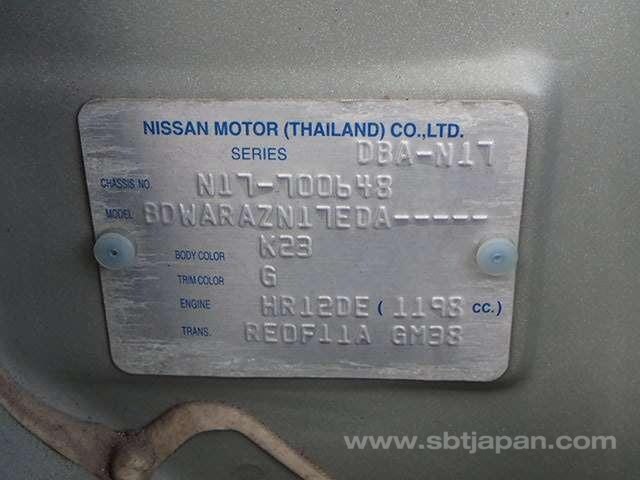 NISSAN MOTOR (THAILAND) CO.,LTD.
SERIES DBA-N17
CHASSIS NO. N17-700648
MODEL BDWARAZN17EDA-----
BODY COLOR K23
TRIM COLOR G
ENGINE HR12DE ( 1198 CC. )
TRANS. REOF11A GM38
www.sbtjapan.com